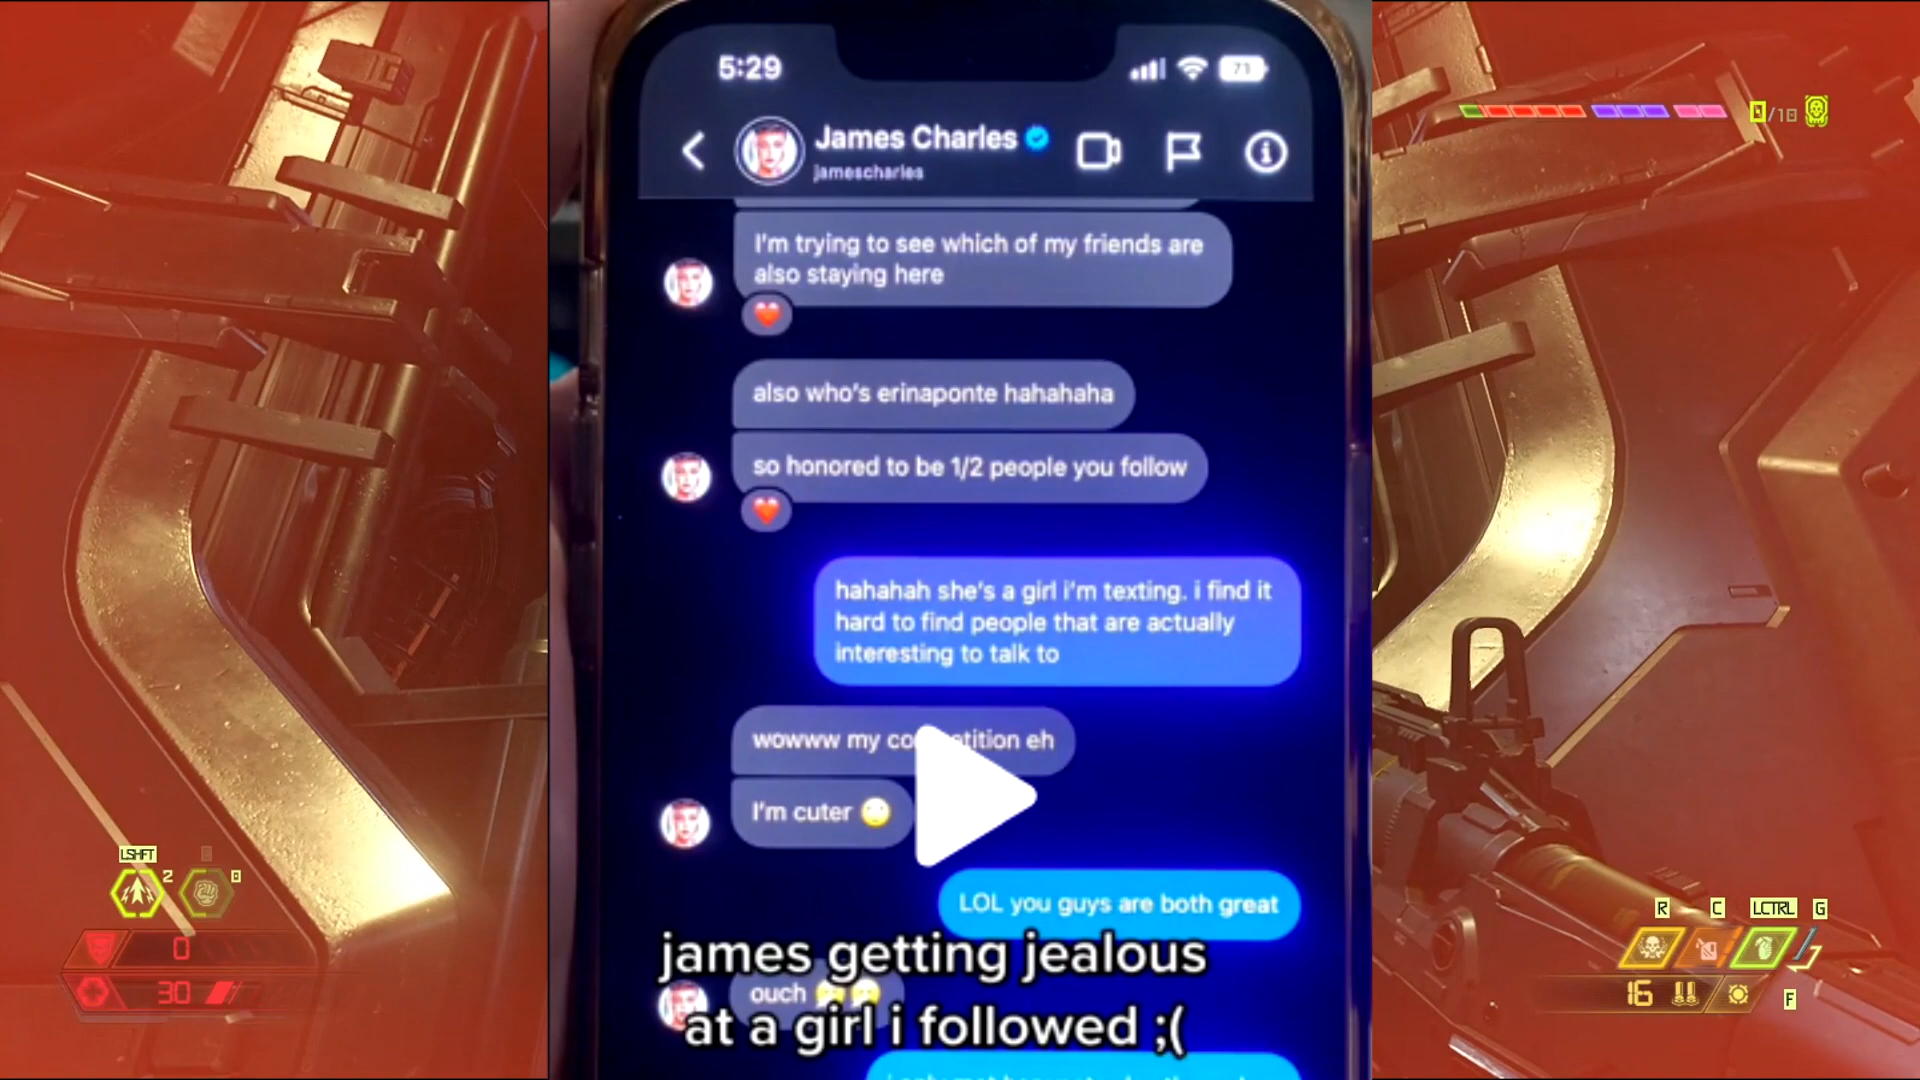 5:29
71
James Charles
jamescharles
I'm trying to see which of my friends are
also staying here
also who's erinaponte hahahaha
so honored to be 1/2 people you follow
hahahah she's a girl i'm texting. i find it
hard to find people that are actually
interesting to talk to
wowww my
eh
I'm cuter
LOL you guys are both great
ouch
james getting jealous
at a girl i followed ;(
0/10
LSHFT
2
0
0
30
R
C
LCTRL
G
16
F